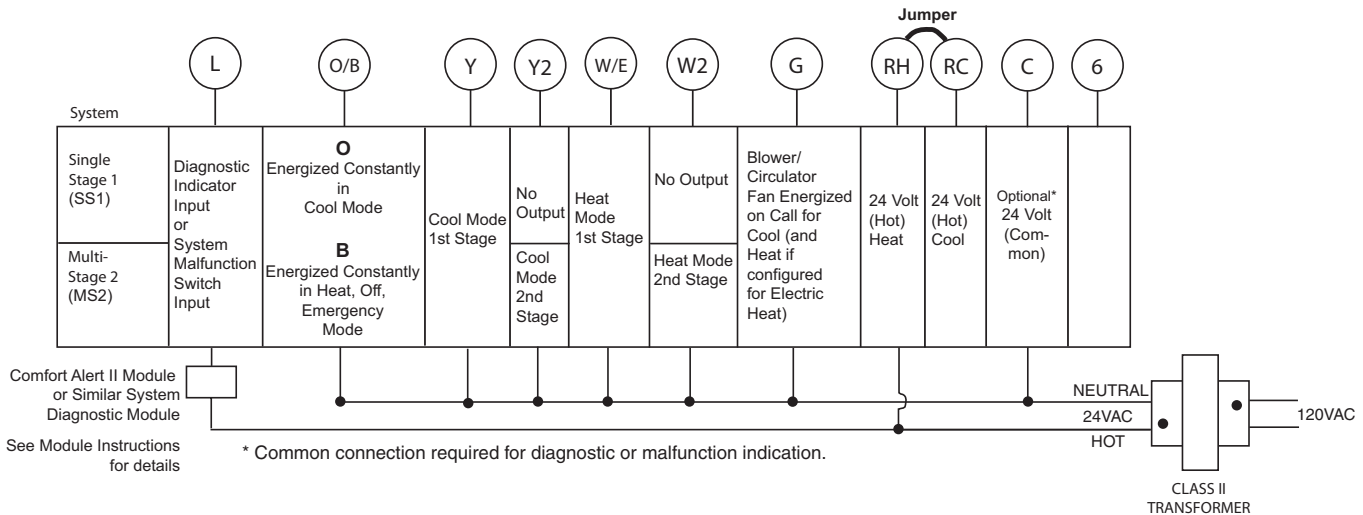 Jumper
L
O/B
Y
Y2
W/E
W2
G
RH
RC
C
6
System
Single
Stage 1
(SS1)
Multi-
Stage 2
(MS2)
Diagnostic
Indicator
Input
or
System
Malfunction
Switch
Input
O
Energized Constantly
in
Cool Mode
B
Energized Constantly
in Heat, Off,
Emergency
Mode
Cool Mode
1st Stage
No
Output
Cool
Mode
2nd
Stage
Heat
Mode
1st Stage
No Output
Heat Mode
2nd Stage
Blower/
Circulator
Fan Energized
on Call for
Cool (and
Heat if
configured
for Electric
Heat)
24 Volt
(Hot)
Heat
24 Volt
(Hot)
Cool
Optional*
24 Volt
(Com-
mon)
Comfort Alert II Module
or Similar System
Diagnostic Module
See Module Instructions
for details
NEUTRAL
24VAC
HOT
120VAC
* Common connection required for diagnostic or malfunction indication.
CLASS II
TRANSFORMER